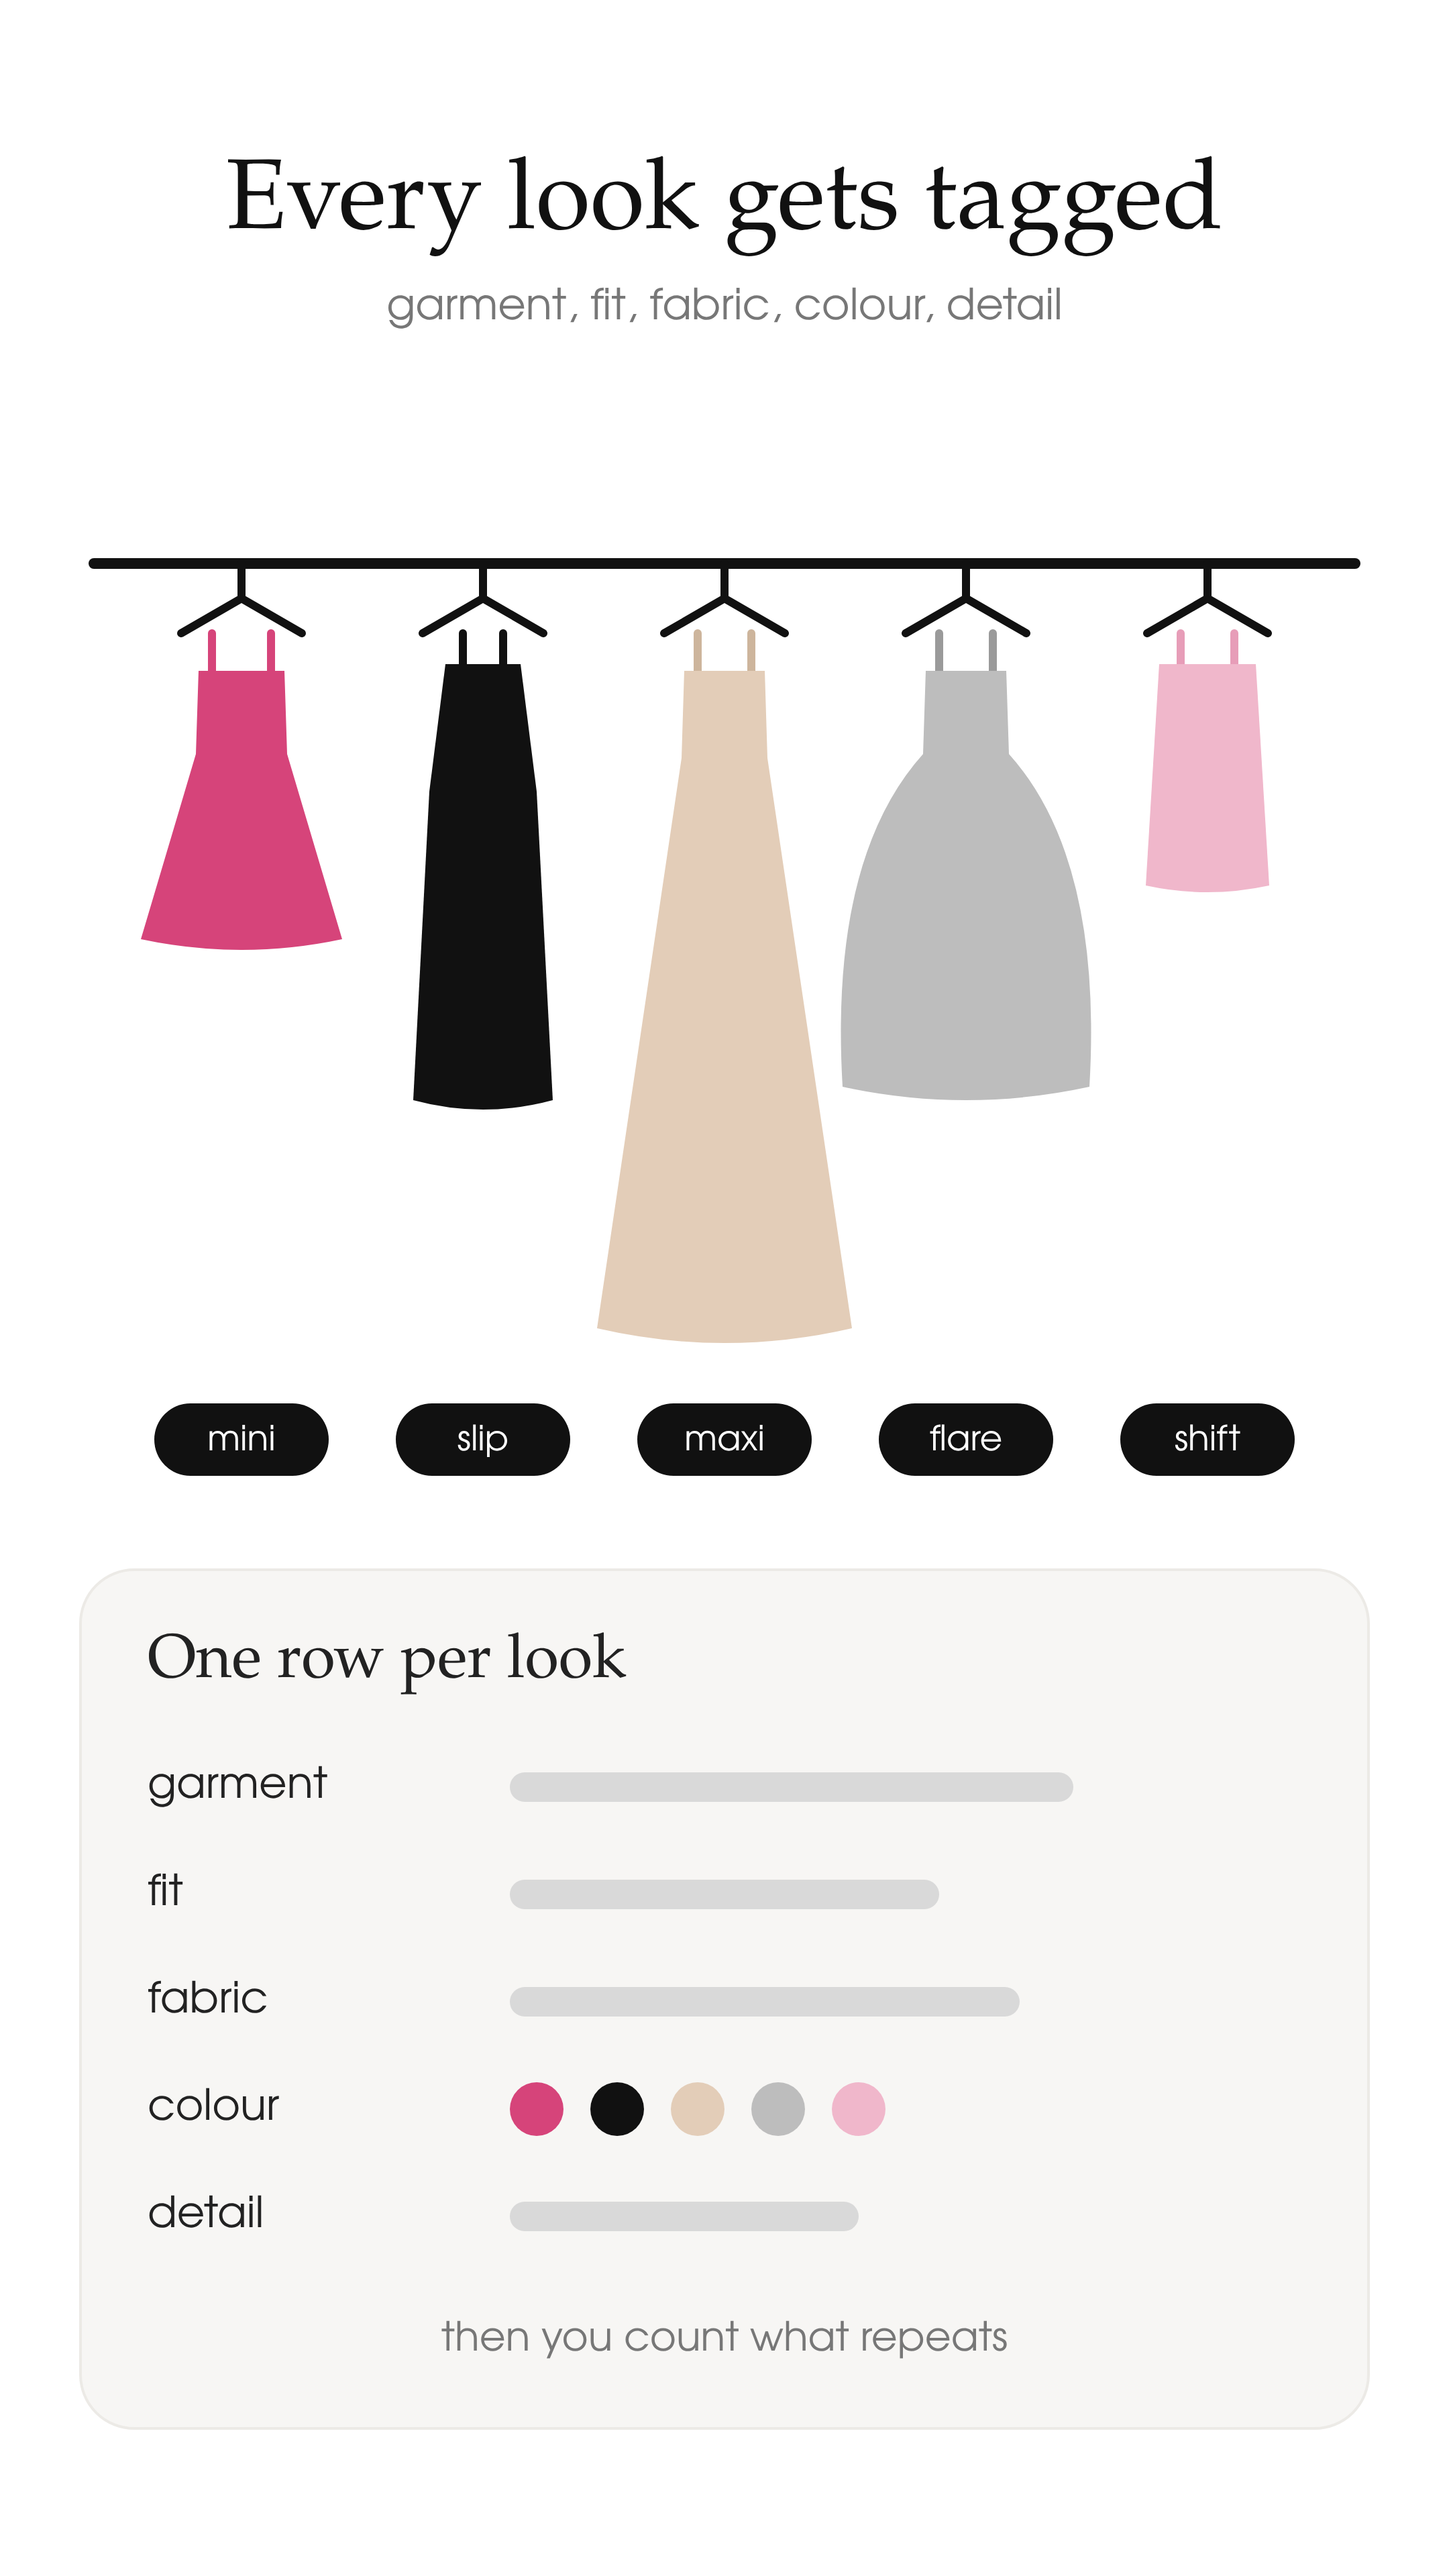 Every look gets tagged
garment, fit, fabric, colour, detail
mini
slip
maxi
flare
shift
One row per look
garment
fit
fabric
colour
detail
then you count what repeats